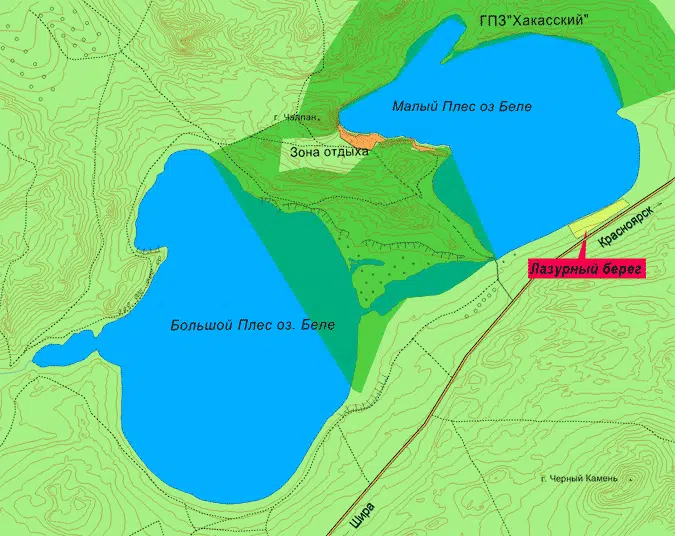 ГПЗ"Хакасский"
Малый Плес оз Беле
г. Чалпан
Зона отдыха
Красноярск
Лазурный берег
Большой Плес оз. Беле
г. Черный Камень
Шира